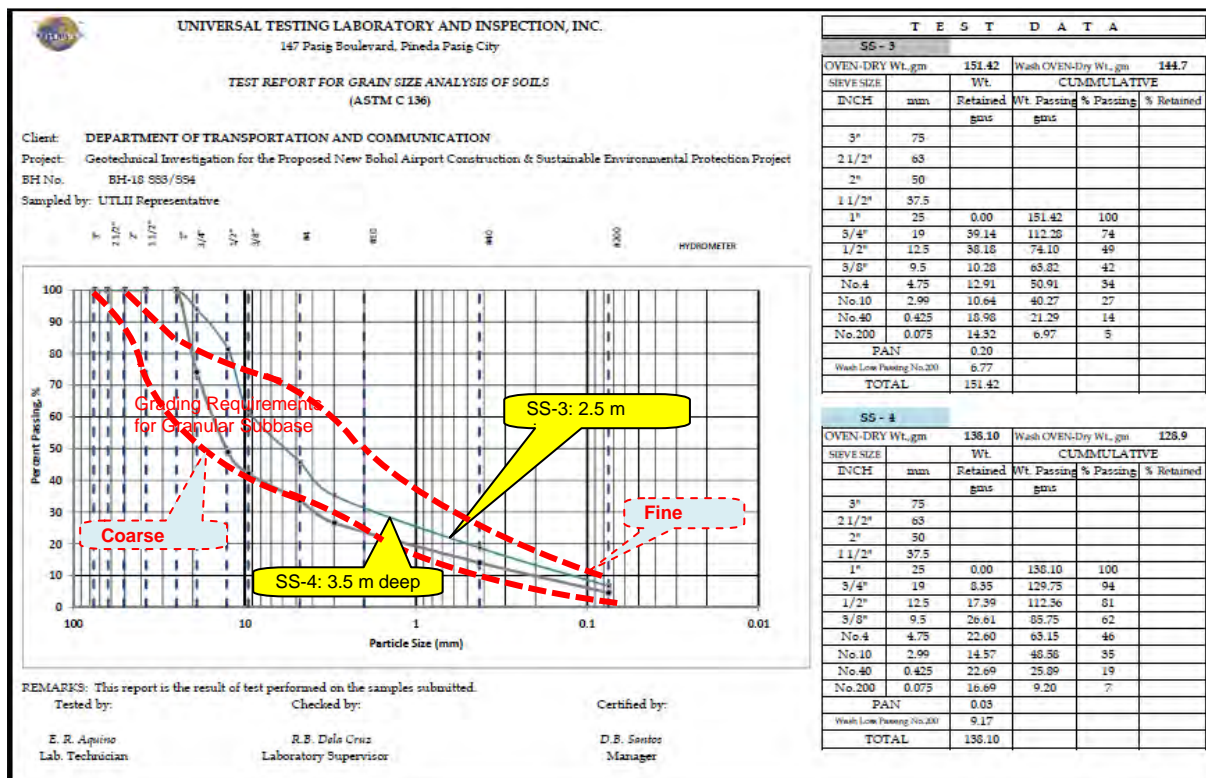 UNIVERSAL TESTING LABORATORY AND INSPECTION, INC.
147 Pasig Boulevard, Pineda Pasig City
TEST REPORT FOR GRAIN SIZE ANALYSIS OF SOILS
(ASTM C 136)
Client: DEPARTMENT OF TRANSPORTATION AND COMMUNICATION
Project: Geotechnical Investigation for the Proposed New Bohol Airport Construction & Sustainable Environmental Protection Project
BH No. BH-18 SS3/SS4
Sampled by: UTLII Representative
3" 2 1/2" 2" 1 1/2" 1" 3/4" 1/2" 3/8" #4 #10 #40 #200 HYDROMETER
100
90
80
70
60
50
40
30
20
10
0
Percent Passing, %
Grading Requirements
for Granular Subbase
SS-3: 2.5 m
Coarse
Fine
SS-4: 3.5 m deep
100 10 1 0.1 0.01
Particle Size (mm)
REMARKS: This report is the result of test performed on the samples submitted.
Tested by: Checked by: Certified by:
E. R. Aquino R.B. Dala Cruz D.B. Santos
Lab. Technician Laboratory Supervisor Manager
T E S T D A T A
SS - 3
OVEN-DRY Wt.,gm 151.42 Wash OVEN-Dry Wt., gm 144.7
SIEVE SIZE Wt. CUMMULATIVE
INCH mm Retained Wt. Passing % Passing % Retained
gms gms
3" 75
2 1/2" 63
2" 50
1 1/2" 37.5
1" 25 0.00 151.42 100
3/4" 19 39.14 112.28 74
1/2" 12.5 38.18 74.10 49
3/8" 9.5 10.28 63.82 42
No.4 4.75 12.91 50.91 34
No.10 2.99 10.64 40.27 27
No.40 0.425 18.98 21.29 14
No.200 0.075 14.32 6.97 5
PAN 0.20
Wash Loss Passing No.200 6.77
TOTAL 151.42
SS - 4
OVEN-DRY Wt.,gm 138.10 Wash OVEN-Dry Wt., gm 128.9
SIEVE SIZE Wt. CUMMULATIVE
INCH mm Retained Wt. Passing % Passing % Retained
gms gms
3" 75
2 1/2" 63
2" 50
1 1/2" 37.5
1" 25 0.00 138.10 100
3/4" 19 8.35 129.75 94
1/2" 12.5 17.39 112.36 81
3/8" 9.5 26.61 85.75 62
No.4 4.75 22.60 63.15 46
No.10 2.99 14.57 48.58 35
No.40 0.425 22.69 25.89 19
No.200 0.075 16.69 9.20 7
PAN 0.03
Wash Loss Passing No.200 9.17
TOTAL 138.10